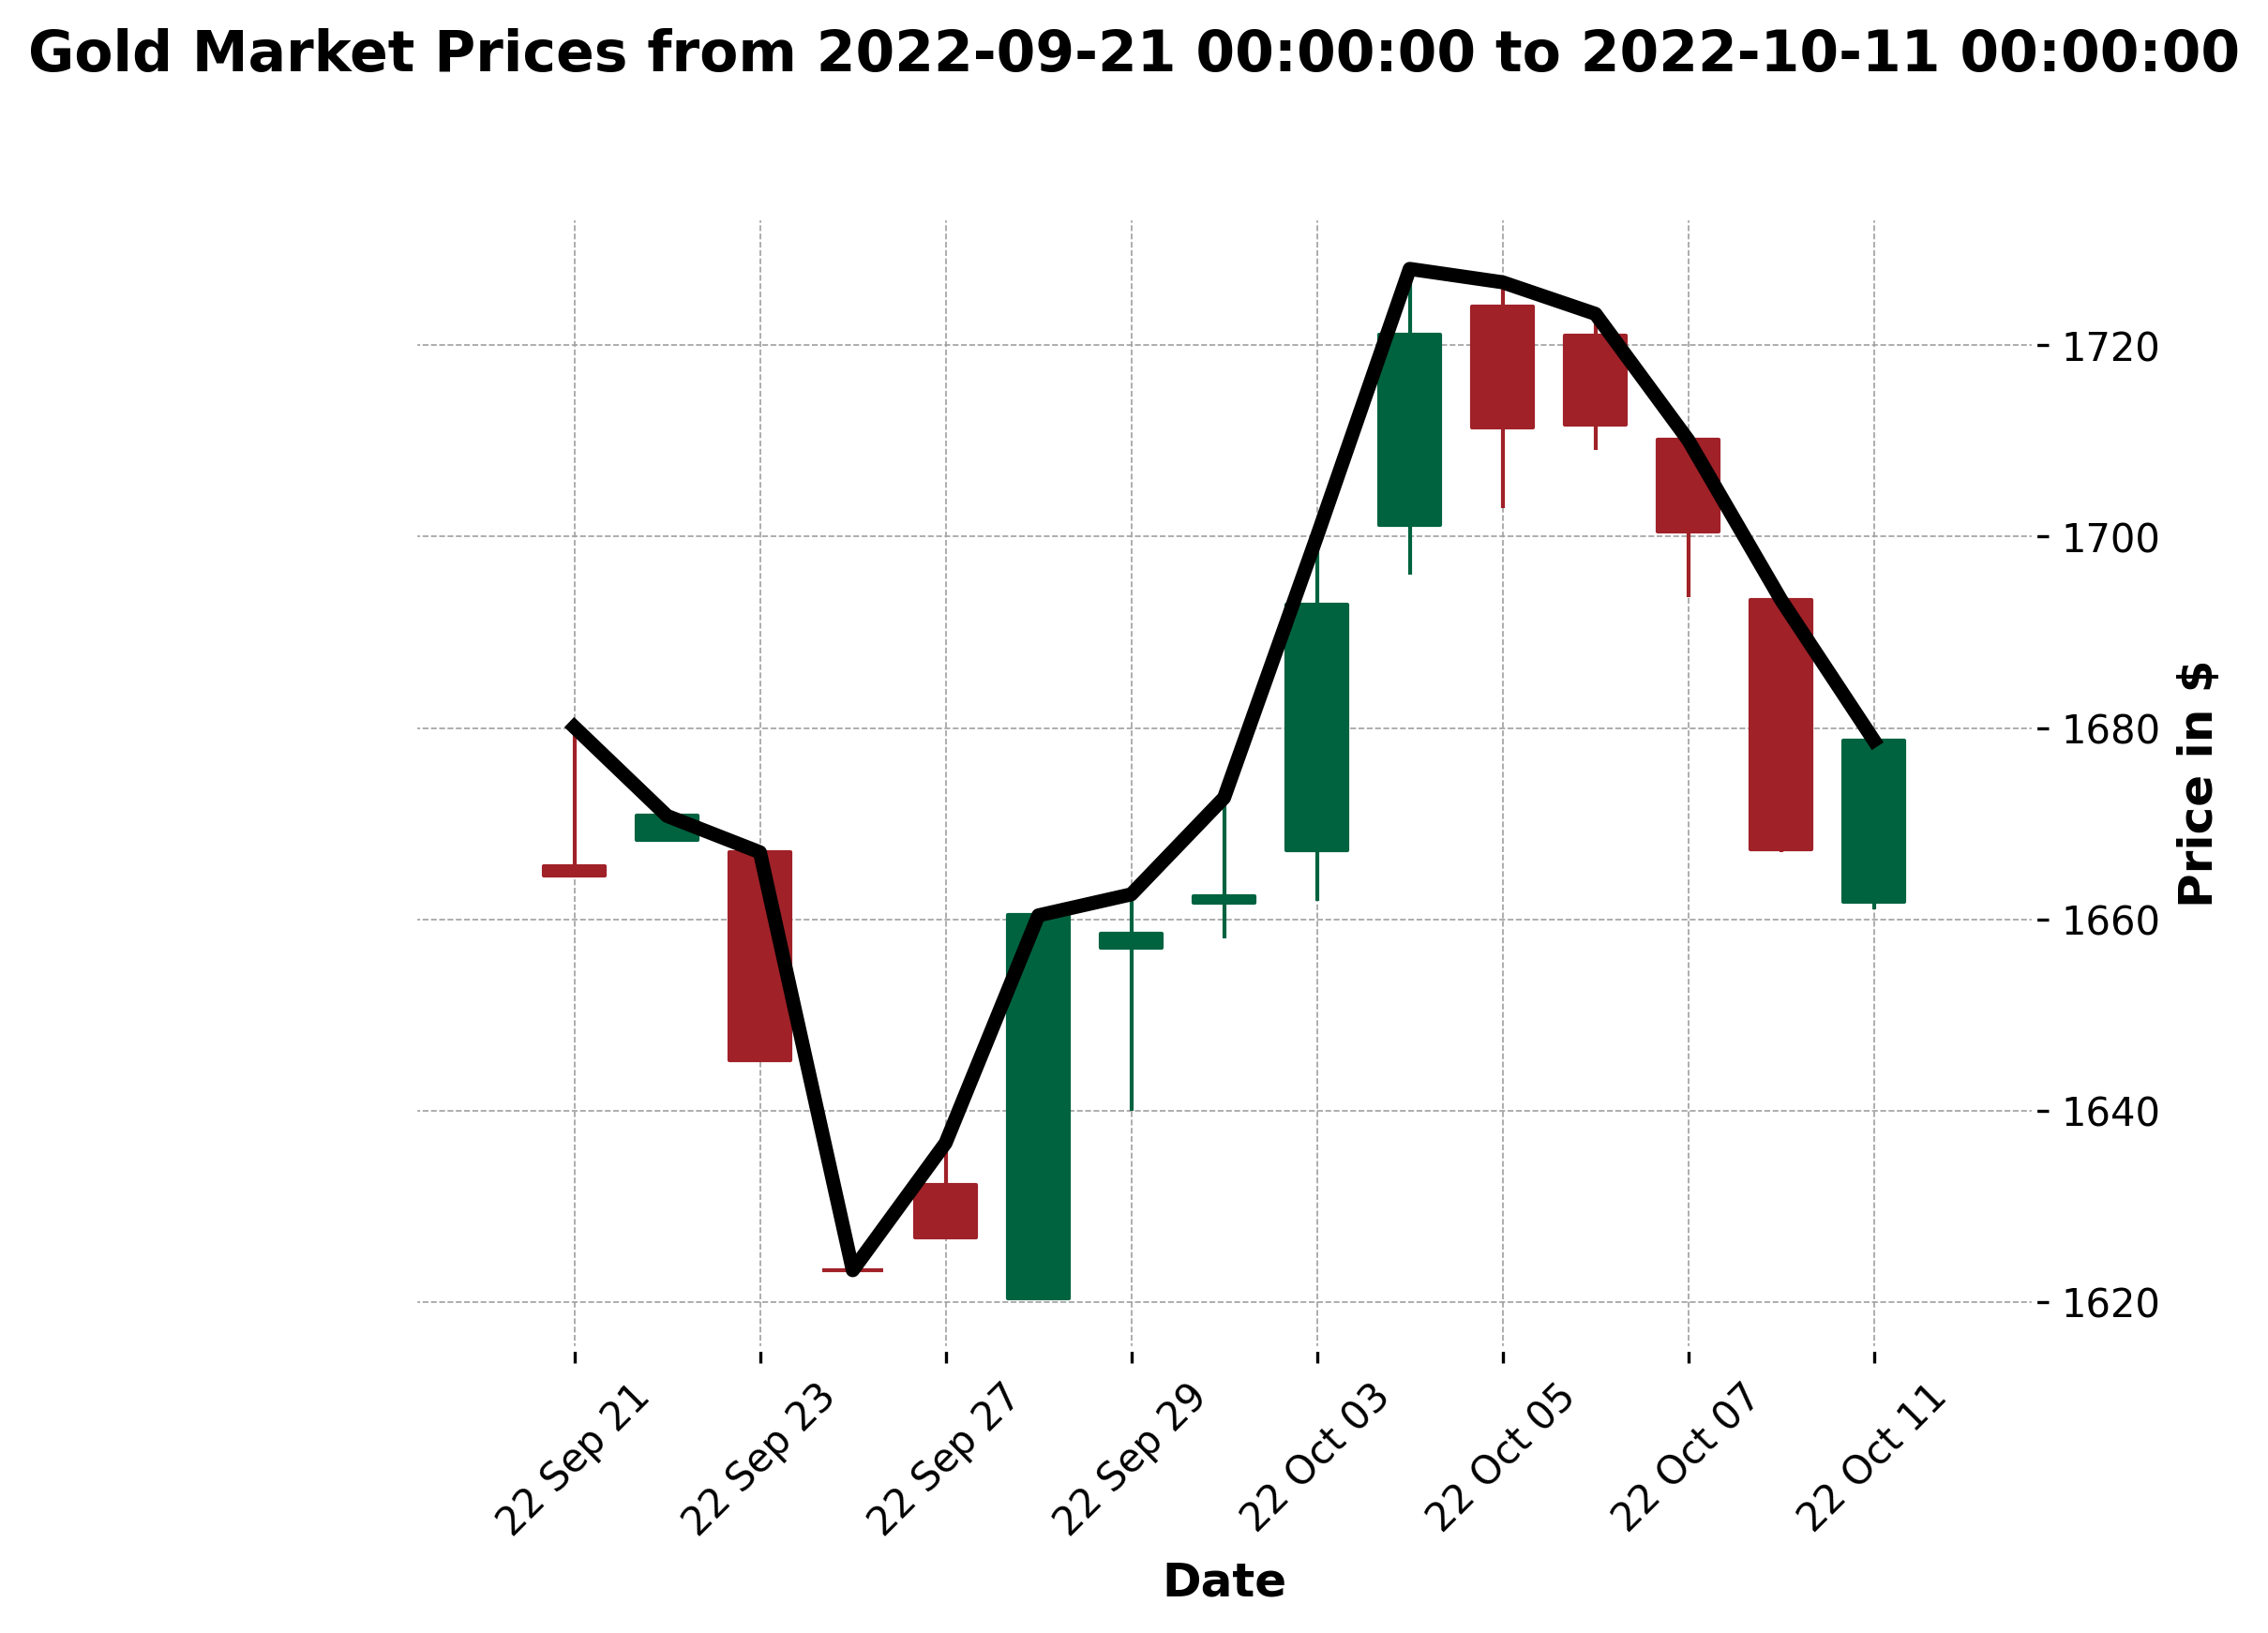 Gold Market Prices from 2022-09-21 00:00:00 to 2022-10-11 00:00:00
1720
1700
1680
1660
1640
1620
Price in $
22 Sep 21
22 Sep 23
22 Sep 27
22 Sep 29
22 Oct 03
22 Oct 05
22 Oct 07
22 Oct 11
Date